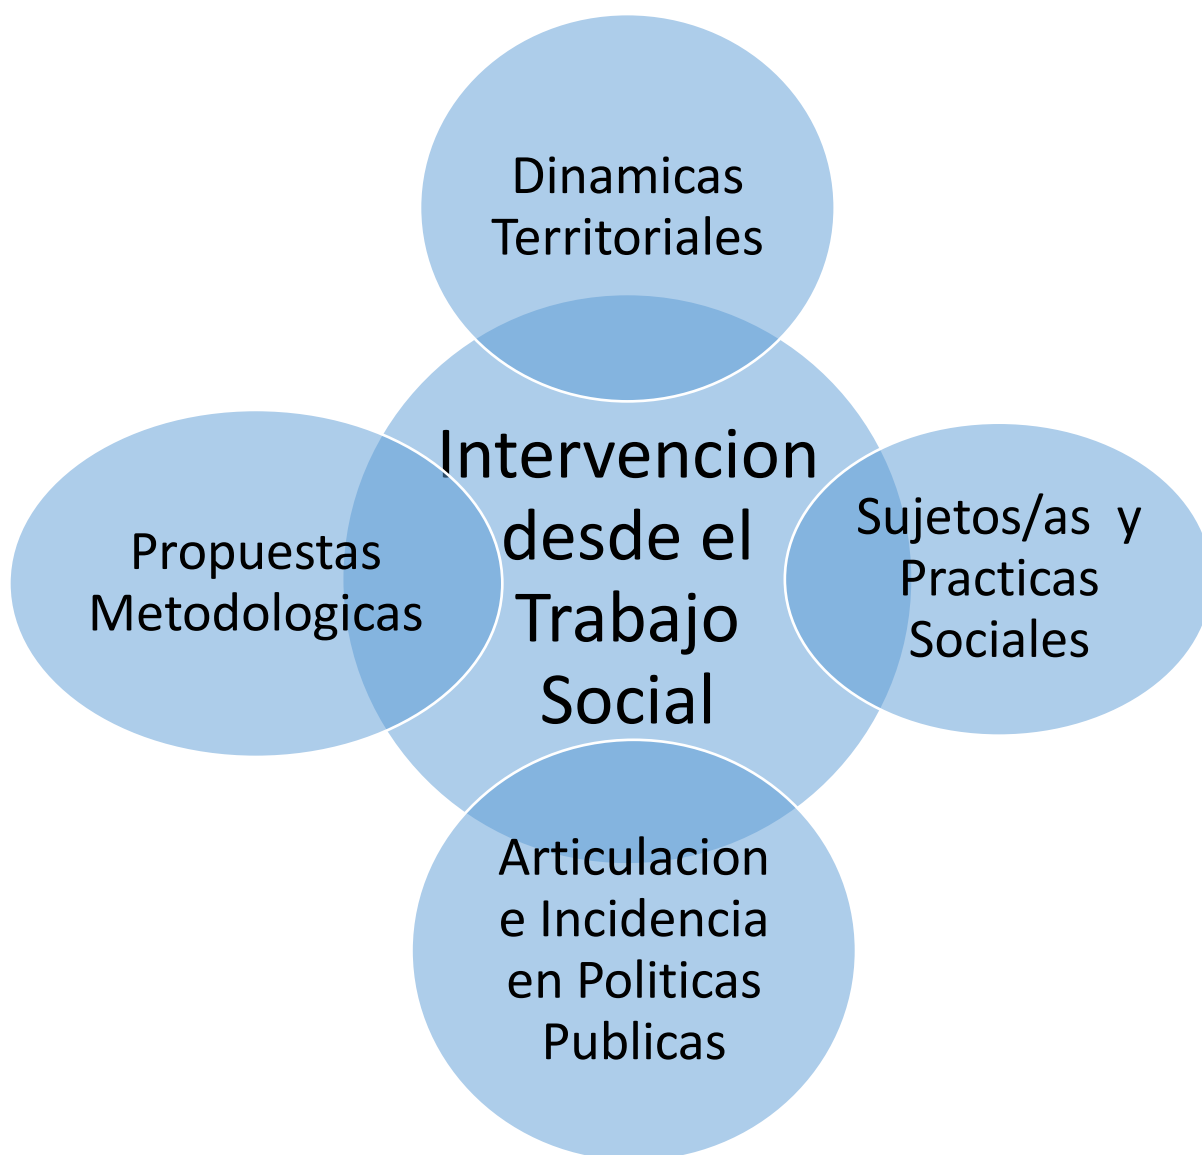 Dinamicas
Territoriales
Intervencion
desde el
Trabajo
Social
Propuestas
Metodologicas
Sujetos/as  y
Practicas
Sociales
Articulacion
e Incidencia
en Politicas
Publicas